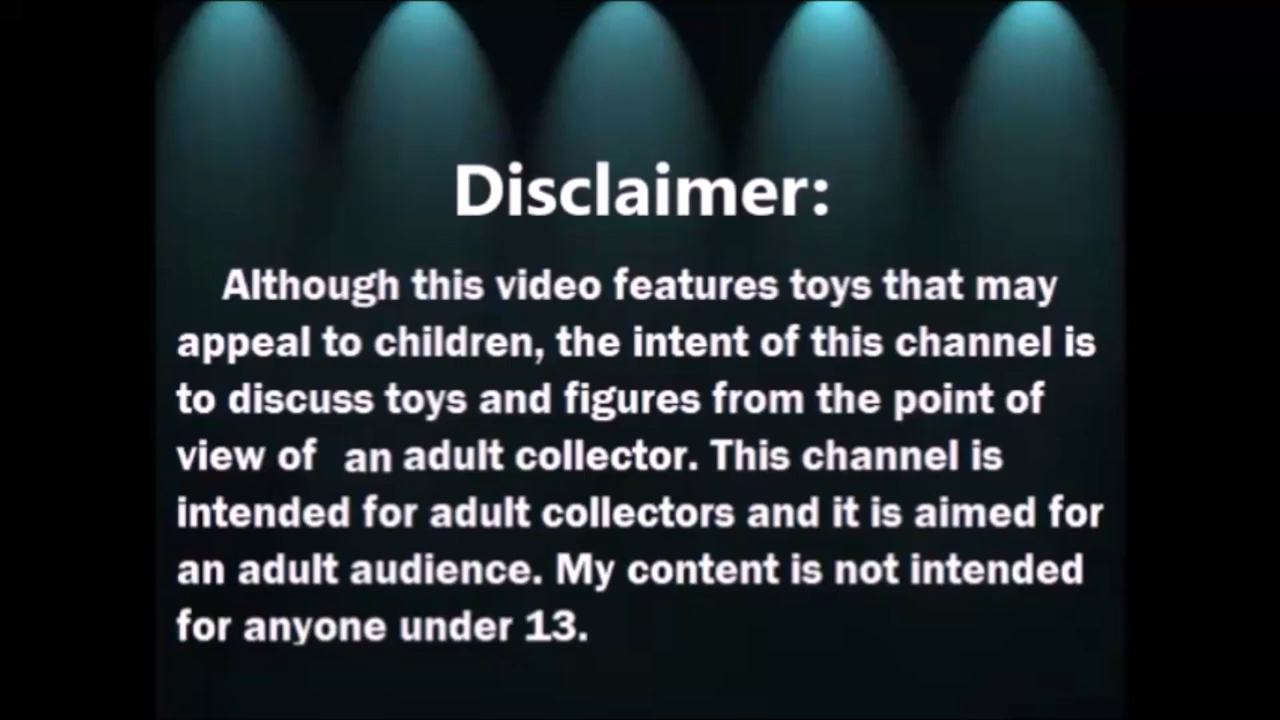 Disclaimer:
Although this video features toys that may
appeal to children, the intent of this channel is
to discuss toys and figures from the point of
view of an adult collector. This channel is
intended for adult collectors and it is aimed for
an adult audience. My content is not intended
for anyone under 13.